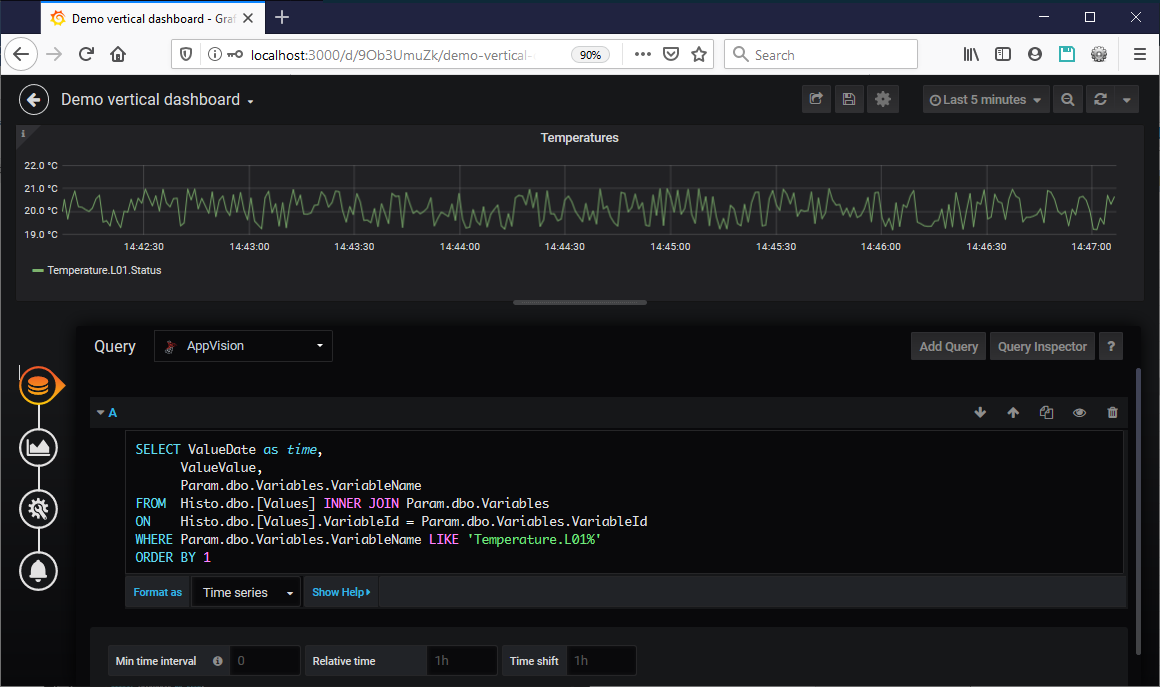 Demo vertical dashboard - Graf
localhost:3000/d/9Ob3UmuZk/demo-vertical-
90%
Search
Demo vertical dashboard
Last 5 minutes
i
Temperatures
22.0 °C
21.0 °C
20.0 °C
19.0 °C
14:42:30 14:43:00 14:43:30 14:44:00 14:44:30 14:45:00 14:45:30 14:46:00 14:46:30 14:47:00
Temperature.L01.Status
Query AppVision Add Query Query Inspector ?
A
SELECT ValueDate as time,
ValueValue,
Param.dbo.Variables.VariableName
FROM Histo.dbo.[Values] INNER JOIN Param.dbo.Variables
ON Histo.dbo.[Values].VariableId = Param.dbo.Variables.VariableId
WHERE Param.dbo.Variables.VariableName LIKE 'Temperature.L01%'
ORDER BY 1
Format as Time series Show Help
Min time interval 0 Relative time 1h Time shift 1h